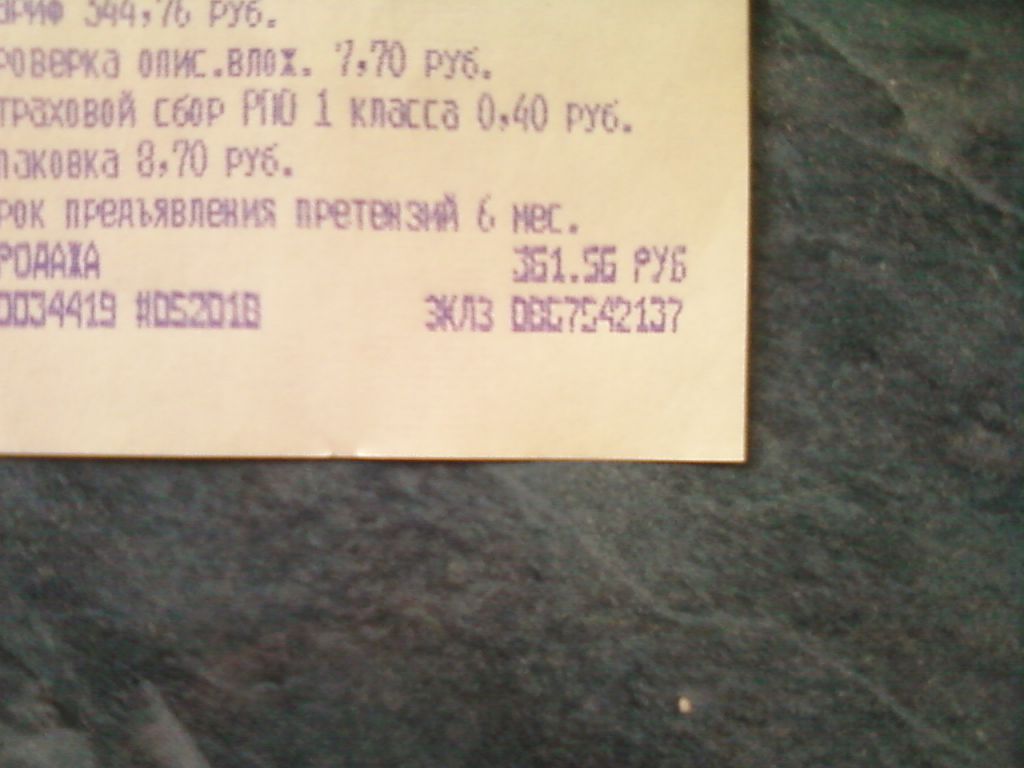 АРИФ 344,76 РУБ.
РОВЕРКА ОПИС.ВЛОЖ. 7,70 РУБ.
ТРАХОВОЙ СБОР РПО 1 КЛАССА 0,40 РУБ.
ПАКОВКА 8,70 РУБ.
РОК ПРЕДЪЯВЛЕНИЯ ПРЕТЕНЗИЙ 6 МЕС.
РОДАЖА 361.56 РУБ
0034419 #052018 ЭКЛЗ 0867542137